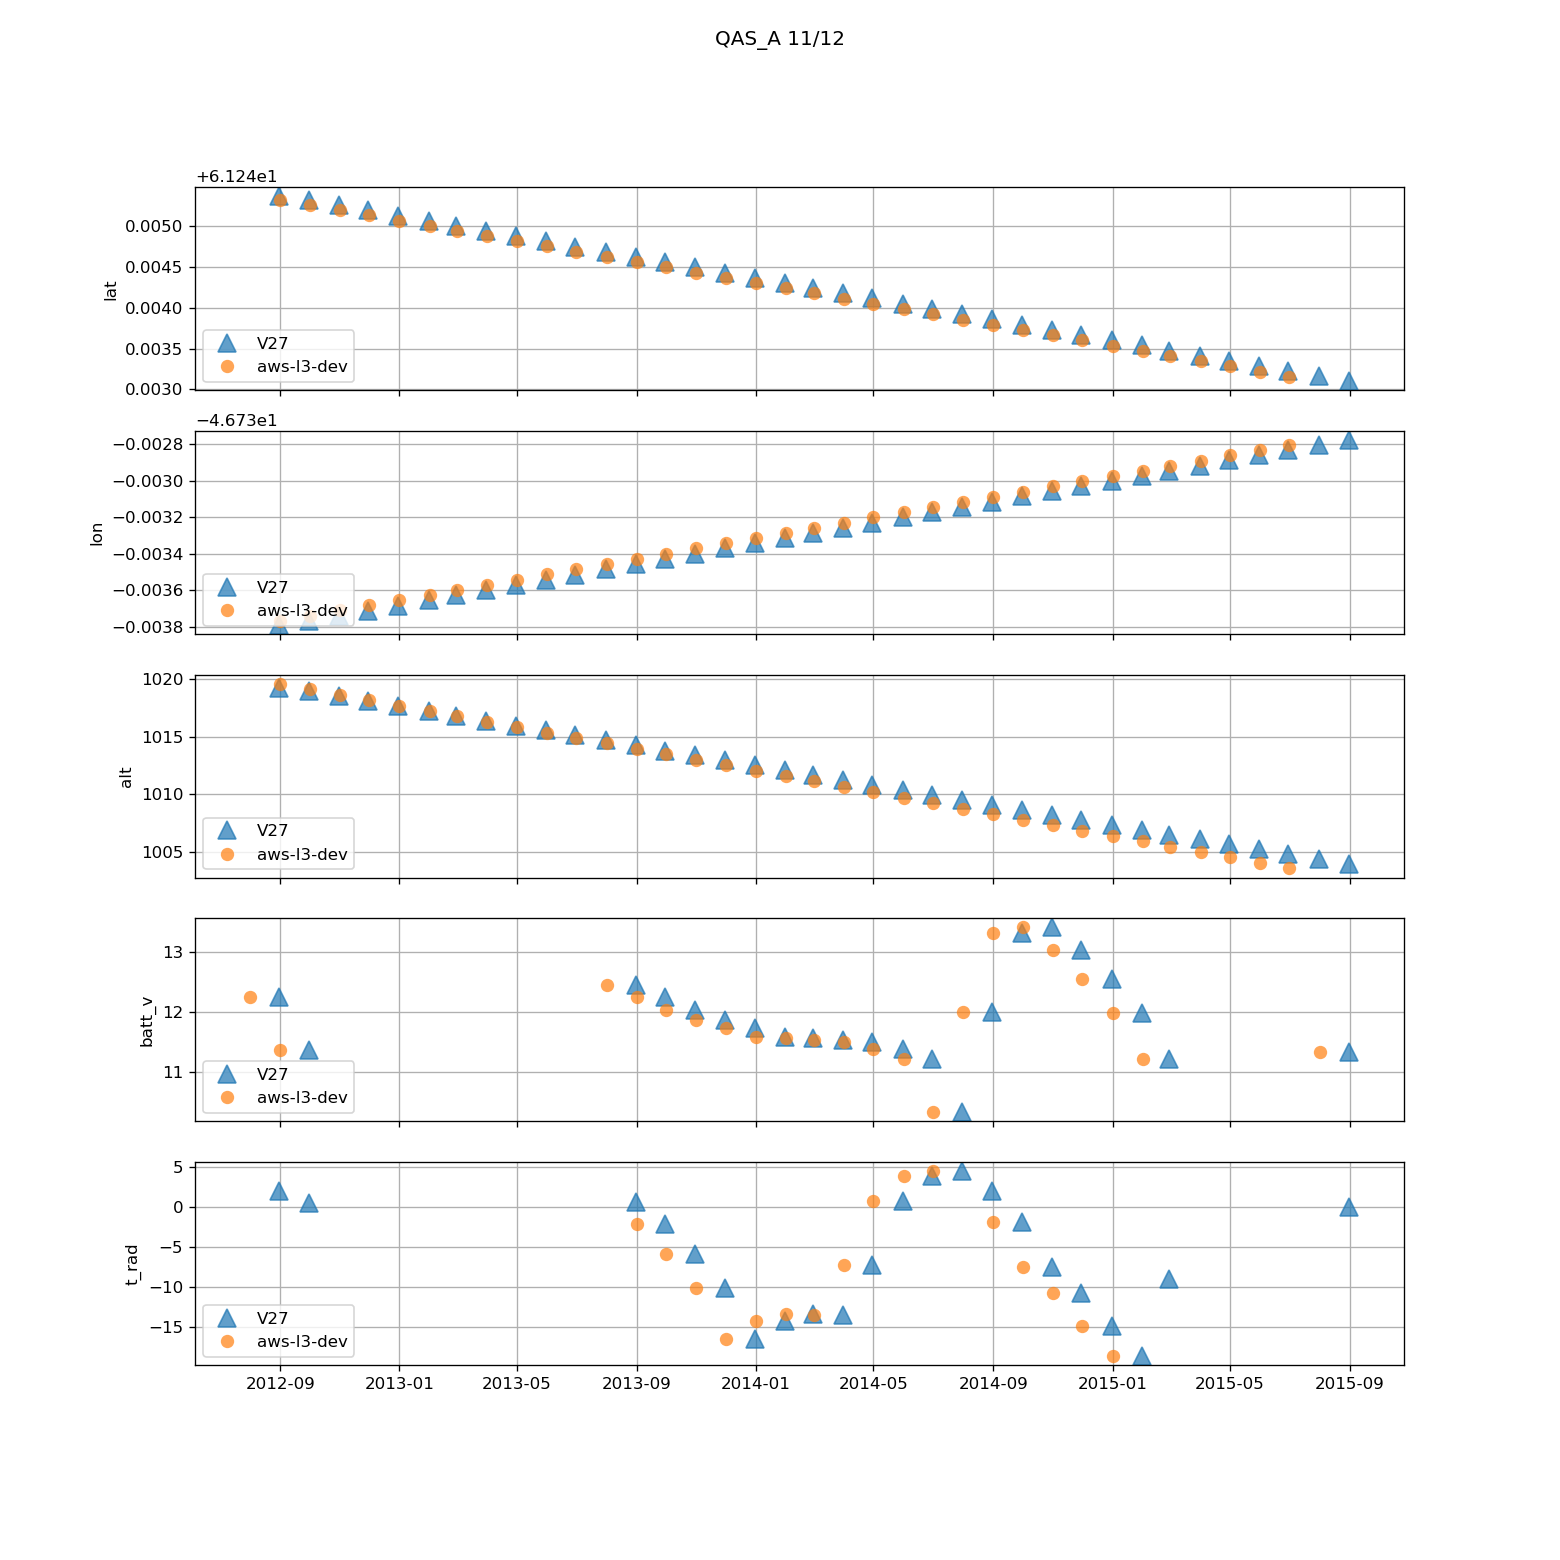 QAS_A 11/12
+6.124e1
0.0050
0.0045
0.0040
0.0035
0.0030
lat
V27
aws-l3-dev
−4.673e1
−0.0028
−0.0030
−0.0032
−0.0034
−0.0036
−0.0038
lon
V27
aws-l3-dev
1020
1015
1010
1005
alt
V27
aws-l3-dev
13
12
11
batt_v
V27
aws-l3-dev
5
0
−5
−10
−15
t_rad
V27
aws-l3-dev
2012-09 2013-01 2013-05 2013-09 2014-01 2014-05 2014-09 2015-01 2015-05 2015-09